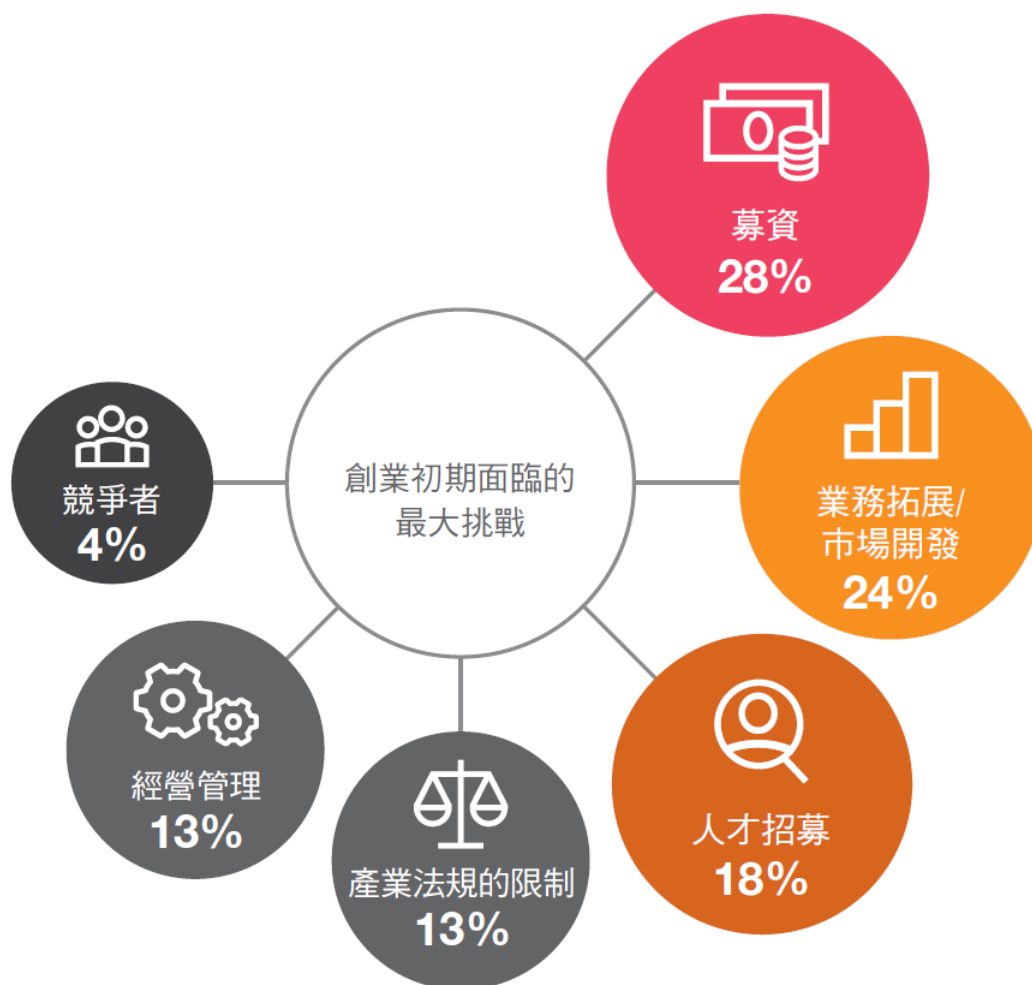 創業初期面臨的
最大挑戰
募資
28%
業務拓展/
市場開發
24%
人才招募
18%
產業法規的限制
13%
經營管理
13%
競爭者
4%